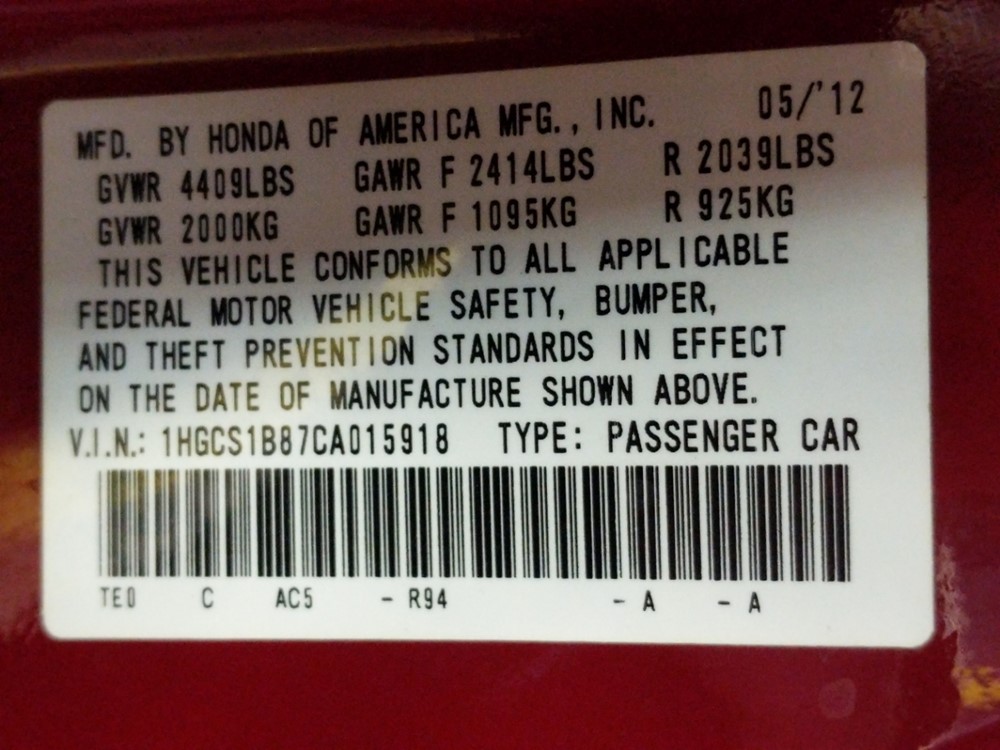 MFD. BY HONDA OF AMERICA MFG., INC. 05/'12
GVWR 4409LBS GAWR F 2414LBS R 2039LBS
GVWR 2000KG GAWR F 1095KG R 925KG
THIS VEHICLE CONFORMS TO ALL APPLICABLE
FEDERAL MOTOR VEHICLE SAFETY, BUMPER,
AND THEFT PREVENTION STANDARDS IN EFFECT
ON THE DATE OF MANUFACTURE SHOWN ABOVE.
V.I.N.: 1HGCS1B87CA015918 TYPE: PASSENGER CAR
TE0 C AC5 - R94 - A - A